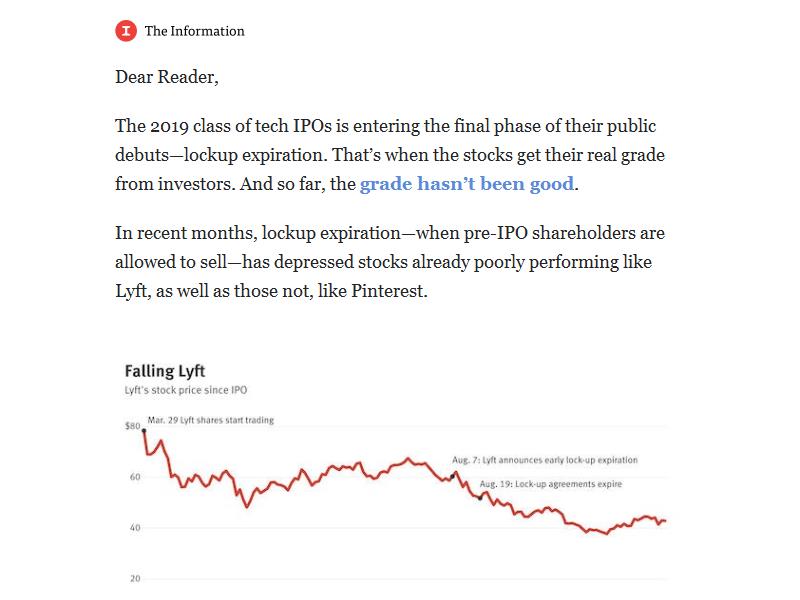 The Information
Dear Reader,
The 2019 class of tech IPOs is entering the final phase of their public
debuts—lockup expiration. That’s when the stocks get their real grade
from investors. And so far, the grade hasn’t been good.
In recent months, lockup expiration—when pre-IPO shareholders are
allowed to sell—has depressed stocks already poorly performing like
Lyft, as well as those not, like Pinterest.
Falling Lyft
Lyft's stock price since IPO
$80
Mar. 29 Lyft shares start trading
Aug. 7: Lyft announces early lock-up expiration
60
Aug. 19: Lock-up agreements expire
40
20